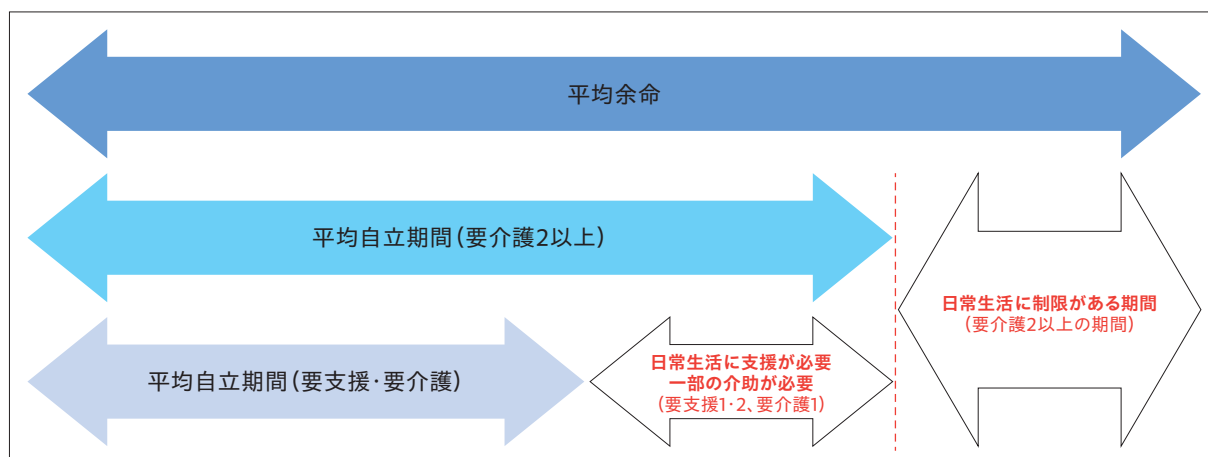 平均余命
平均自立期間（要介護2以上）
日常生活に制限がある期間
（要介護2以上の期間）
平均自立期間（要支援・要介護）
日常生活に支援が必要
一部の介助が必要
（要支援1・2、要介護1）